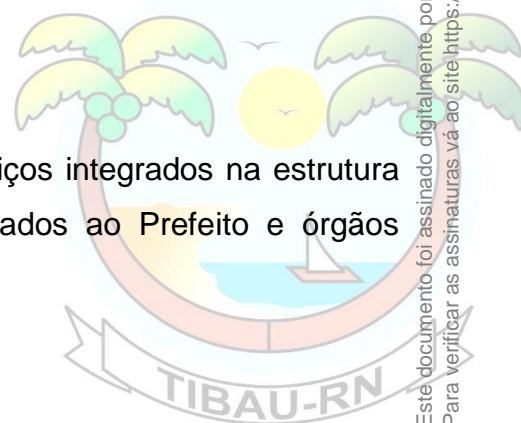 iços integrados na estrutura
ados ao Prefeito e órgãos
TIBAU-RN
Este documento foi assinado digitalmente por
Para verificar as assinaturas vá ao site https:/